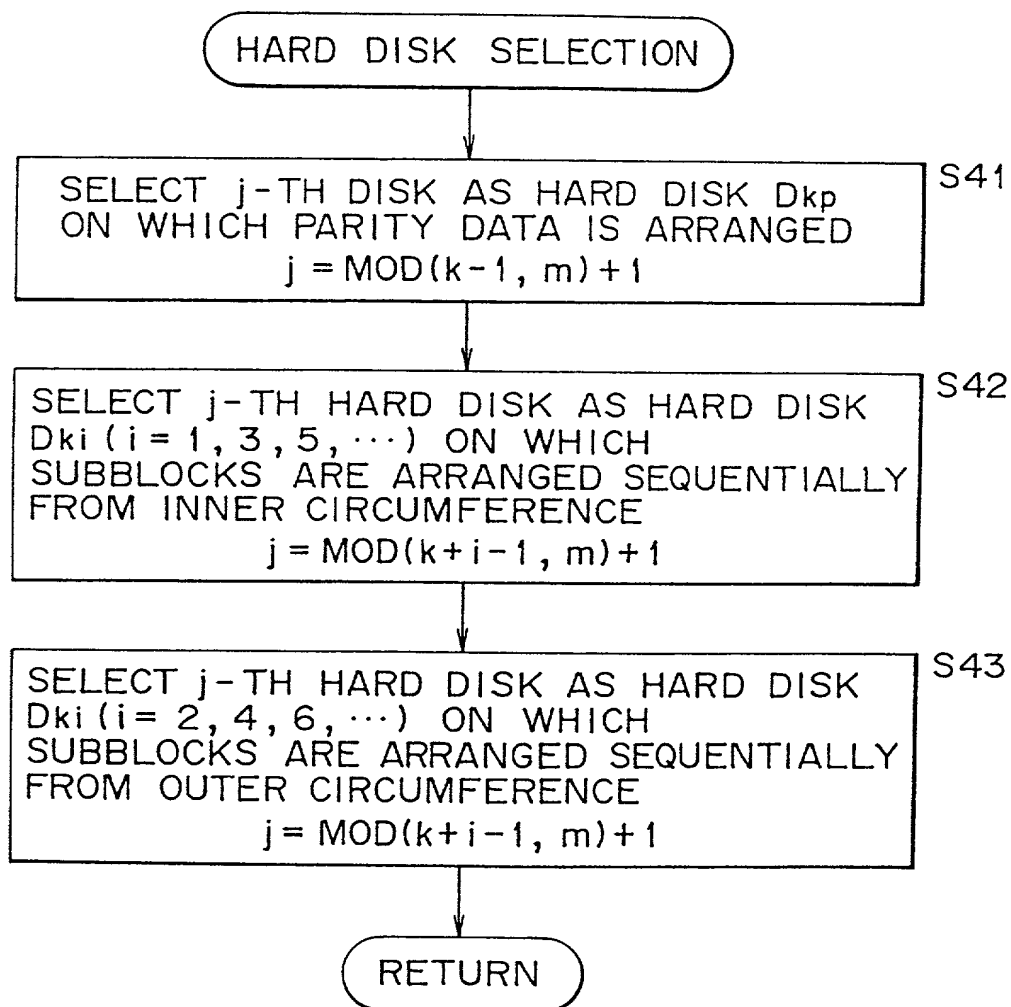 HARD DISK SELECTION
S41
SELECT j-TH DISK AS HARD DISK Dkp
ON WHICH PARITY DATA IS ARRANGED
j = MOD(k-1, m)+1
S42
SELECT j-TH HARD DISK AS HARD DISK
Dki (i = 1, 3, 5, ···) ON WHICH
SUBBLOCKS ARE ARRANGED SEQUENTIALLY
FROM INNER CIRCUMFERENCE
j = MOD(k+i-1, m)+1
S43
SELECT j-TH HARD DISK AS HARD DISK
Dki (i= 2, 4, 6, ···) ON WHICH
SUBBLOCKS ARE ARRANGED SEQUENTIALLY
FROM OUTER CIRCUMFERENCE
j= MOD(k+i-1, m)+1
RETURN